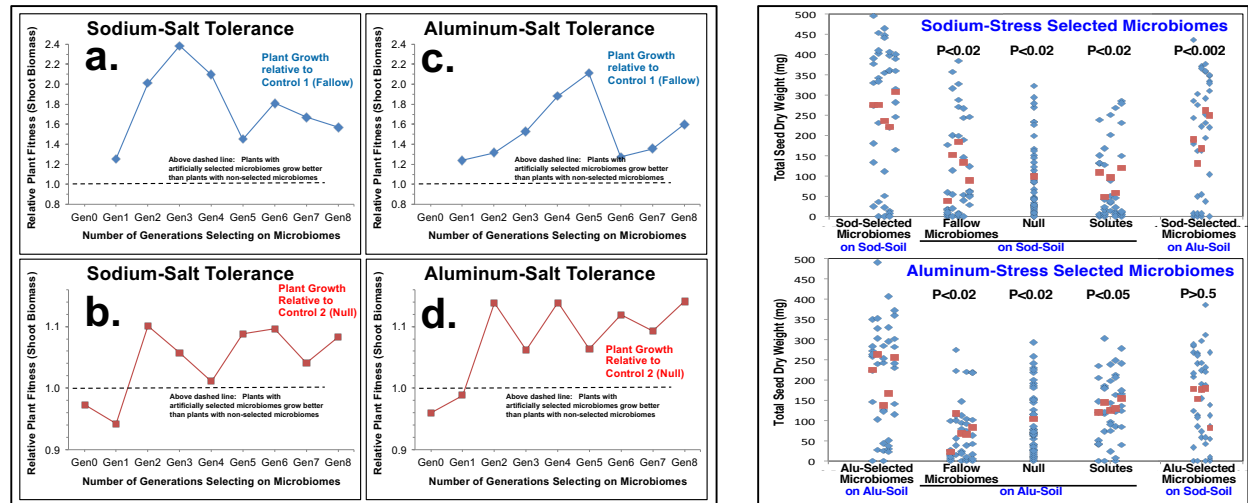 Sodium-Salt Tolerance
a.
Plant Growth
relative to
Control 1 (Fallow)
Relative Plant Fitness (Shoot Biomass)
2.4
2.2
2.0
1.8
1.6
1.4
1.2
1.0
0.8
Above dashed line: Plants with
artificially selected microbiomes grow better
than plants with non-selected microbiomes
Gen0 Gen1 Gen2 Gen3 Gen4 Gen5 Gen6 Gen7 Gen8
Number of Generations Selecting on Microbiomes
Aluminum-Salt Tolerance
c.
Plant Growth
relative to
Control 1 (Fallow)
Relative Plant Fitness (Shoot Biomass)
2.4
2.2
2.0
1.8
1.6
1.4
1.2
1.0
0.8
Above dashed line: Plants with
artificially selected microbiomes grow better
than plants with non-selected microbiomes
Gen0 Gen1 Gen2 Gen3 Gen4 Gen5 Gen6 Gen7 Gen8
Number of Generations Selecting on Microbiomes
Sodium-Salt Tolerance
b.
Plant Growth
Relative to
Control 2 (Null)
Relative Plant Fitness (Shoot Biomass)
1.1
1.0
0.9
Above dashed line: Plants with
artificially selected microbiomes grow better
than plants with non-selected microbiomes
Gen0 Gen1 Gen2 Gen3 Gen4 Gen5 Gen6 Gen7 Gen8
Number of Generations Selecting on Microbiomes
Aluminum-Salt Tolerance
d.
Plant Growth
Relative to
Control 2 (Null)
Relative Plant Fitness (Shoot Biomass)
1.1
1.0
0.9
Above dashed line: Plants with
artificially selected microbiomes grow better
than plants with non-selected microbiomes
Gen0 Gen1 Gen2 Gen3 Gen4 Gen5 Gen6 Gen7 Gen8
Number of Generations Selecting on Microbiomes
Sodium-Stress Selected Microbiomes
P<0.02 P<0.02 P<0.02 P<0.002
Total Seed Dry Weight (mg)
500
450
400
350
300
250
200
150
100
50
0
Sod-Selected Fallow Null Solutes Sod-Selected
Microbiomes Microbiomes Microbiomes
on Sod-Soil on Sod-Soil on Alu-Soil
Aluminum-Stress Selected Microbiomes
P<0.02 P<0.02 P<0.05 P>0.5
Total Seed Dry Weight (mg)
500
450
400
350
300
250
200
150
100
50
0
Alu-Selected Fallow Null Solutes Alu-Selected
Microbiomes Microbiomes Microbiomes
on Alu-Soil on Alu-Soil on Sod-Soil